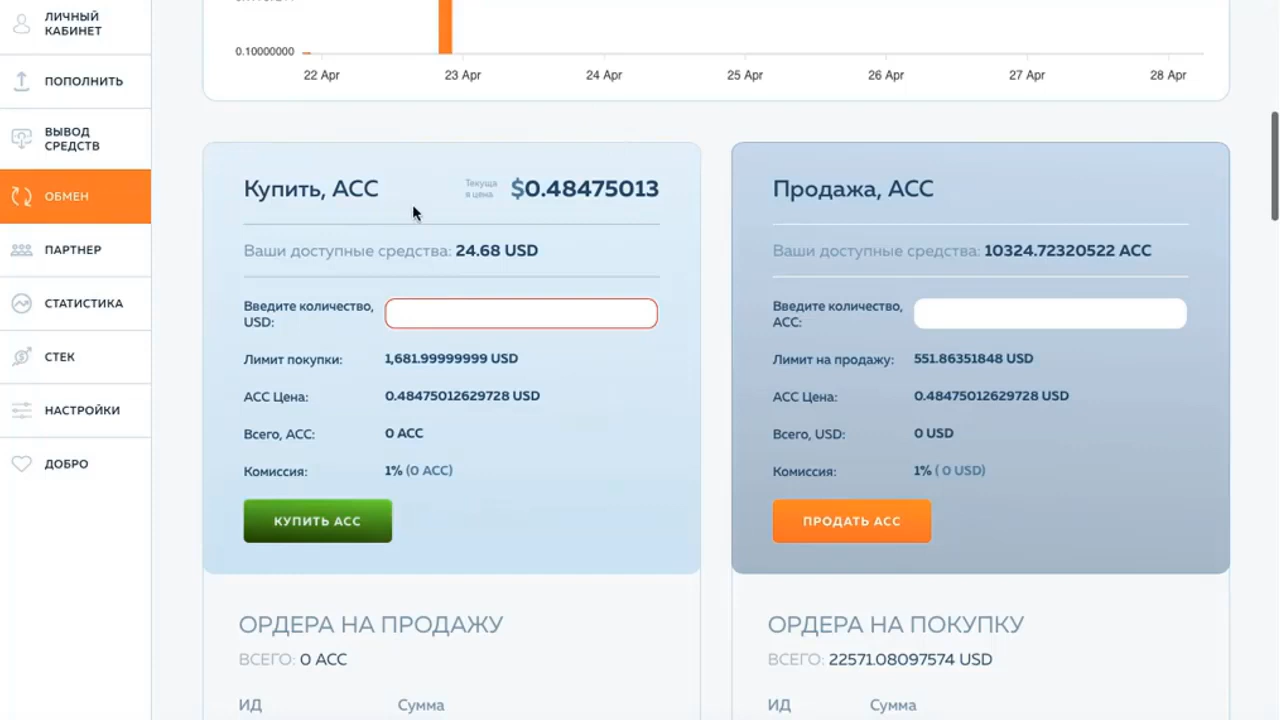 ЛИЧНЫЙ
КАБИНЕТ
ПОПОЛНИТЬ
ВЫВОД
СРЕДСТВ
ОБМЕН
ПАРТНЕР
СТАТИСТИКА
СТЕК
НАСТРОЙКИ
ДОБРО
0.10000000
22 Apr 23 Apr 24 Apr 25 Apr 26 Apr 27 Apr 28 Apr
Купить, ACC
Текуща
я цена
$0.48475013
Ваши доступные средства: 24.68 USD
Введите количество,
USD:
Лимит покупки: 1,681.99999999 USD
ACC Цена: 0.48475012629728 USD
Всего, ACC: 0 ACC
Комиссия: 1% (0 ACC)
КУПИТЬ ACC
ОРДЕРА НА ПРОДАЖУ
ВСЕГО: 0 ACC
ИД Сумма
Продажа, ACC
Ваши доступные средства: 10324.72320522 ACC
Введите количество,
ACC:
Лимит на продажу: 551.86351848 USD
ACC Цена: 0.48475012629728 USD
Всего, USD: 0 USD
Комиссия: 1% ( 0 USD)
ПРОДАТЬ ACC
ОРДЕРА НА ПОКУПКУ
ВСЕГО: 22571.08097574 USD
ИД Сумма